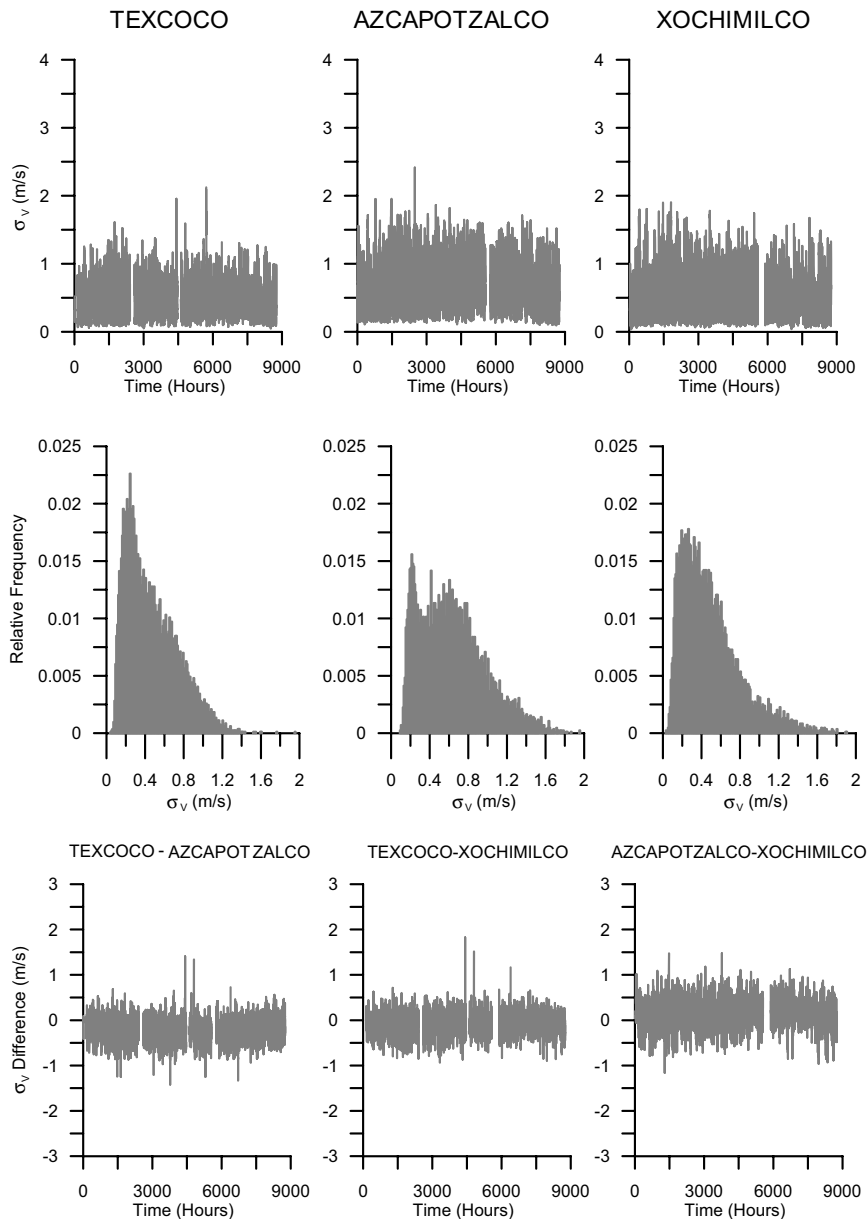 TEXCOCO
AZCAPOTZALCO
XOCHIMILCO
σV (m/s)
4
3
2
1
0
0 3000 6000 9000
Time (Hours)
4
3
2
1
0
0 3000 6000 9000
Time (Hours)
4
3
2
1
0
0 3000 6000 9000
Time (Hours)
Relative Frequency
0.025
0.02
0.015
0.01
0.005
0
0 0.4 0.8 1.2 1.6 2
σV (m/s)
0.025
0.02
0.015
0.01
0.005
0
0 0.4 0.8 1.2 1.6 2
σV (m/s)
0.025
0.02
0.015
0.01
0.005
0
0 0.4 0.8 1.2 1.6 2
σV (m/s)
TEXCOCO - AZCAPOTZALCO
TEXCOCO-XOCHIMILCO
AZCAPOTZALCO-XOCHIMILCO
σV Difference (m/s)
3
2
1
0
-1
-2
-3
0 3000 6000 9000
Time (Hours)
3
2
1
0
-1
-2
-3
0 3000 6000 9000
Time (Hours)
3
2
1
0
-1
-2
-3
0 3000 6000 9000
Time (Hours)